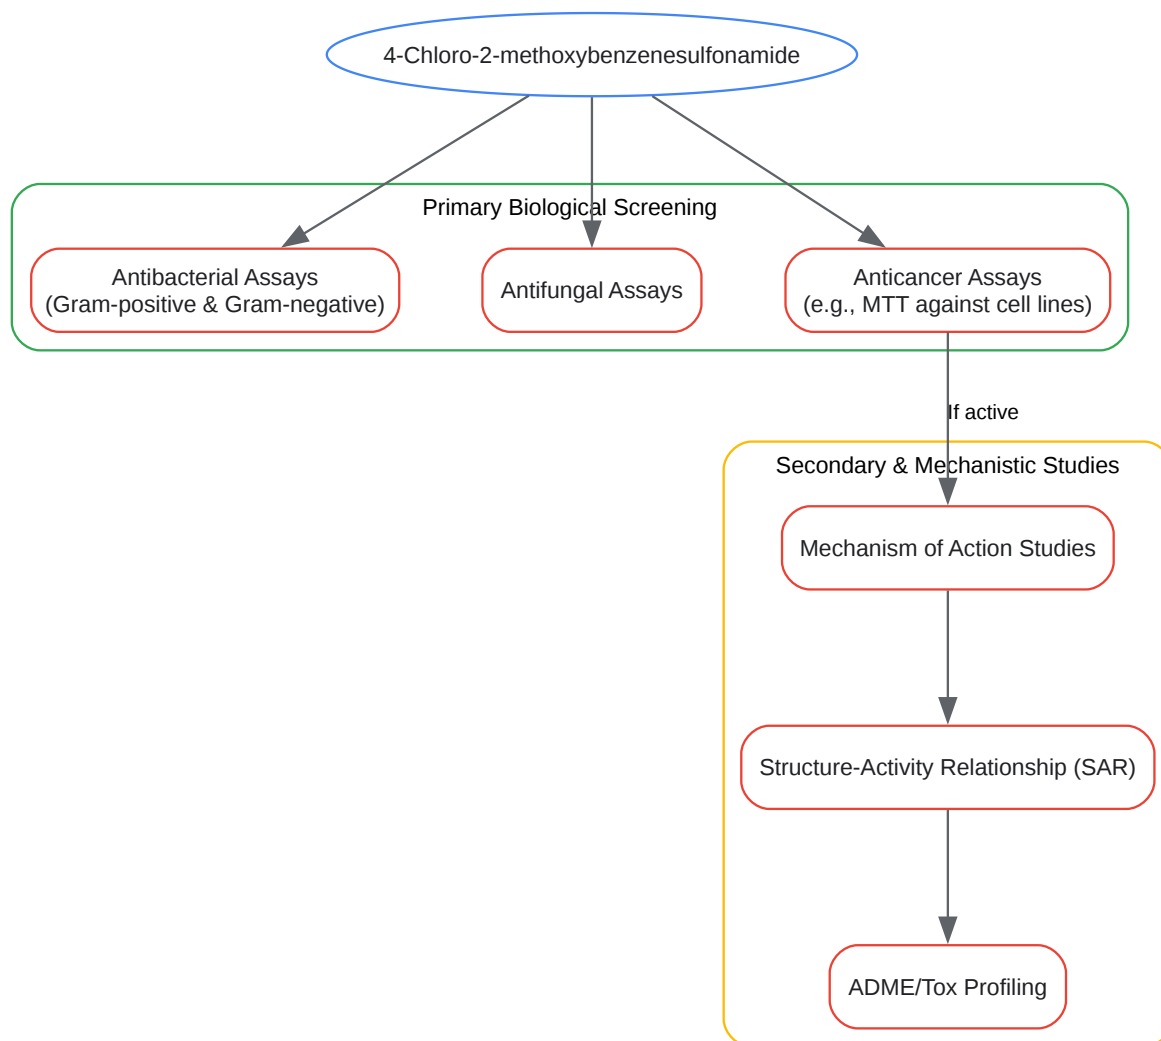 4-Chloro-2-methoxybenzenesulfonamide
Primary Biological Screening
Antibacterial Assays
(Gram-positive & Gram-negative)
Antifungal Assays
Anticancer Assays
(e.g., MTT against cell lines)
If active
Secondary & Mechanistic Studies
Mechanism of Action Studies
Structure-Activity Relationship (SAR)
ADME/Tox Profiling